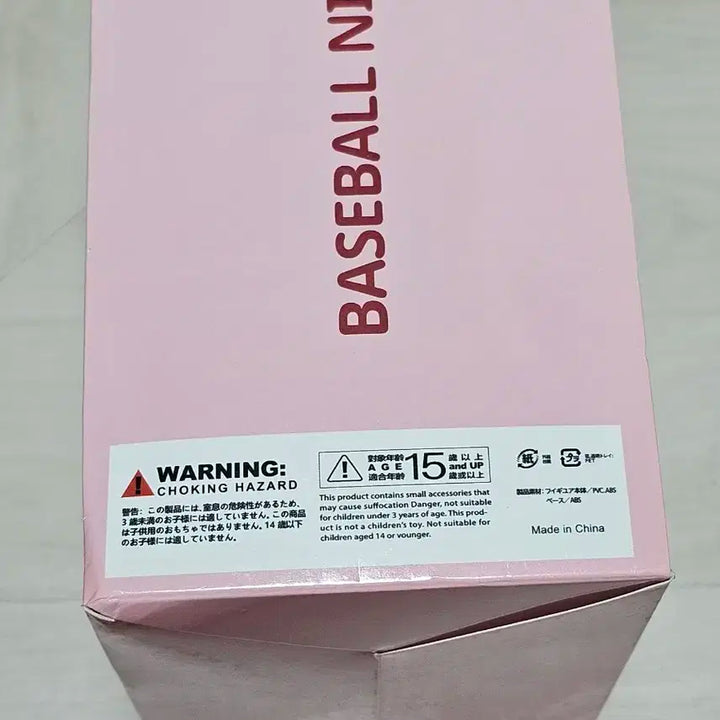 BASEBALL NI
WARNING:
CHOKING HAZARD
警告：この製品には、窒息の危険性があるため、
3 歳未満のお子様には適していません。この商品
は子供用のおもちゃではありません。14 歳以下
のお子様には適していません。
對象年齡
AGE
適合年齢
15
歲以上
and UP
歳或以上
This product contains small accessories that
may cause suffocation Danger, not suitable
for children under 3 years of age. This prod-
uct is not a children's toy. Not suitable for
children aged 14 or younger.
紙
プラ
PET
製品素材：フィギュア本体／PVC.ABS
ベース／ABS
Made in China